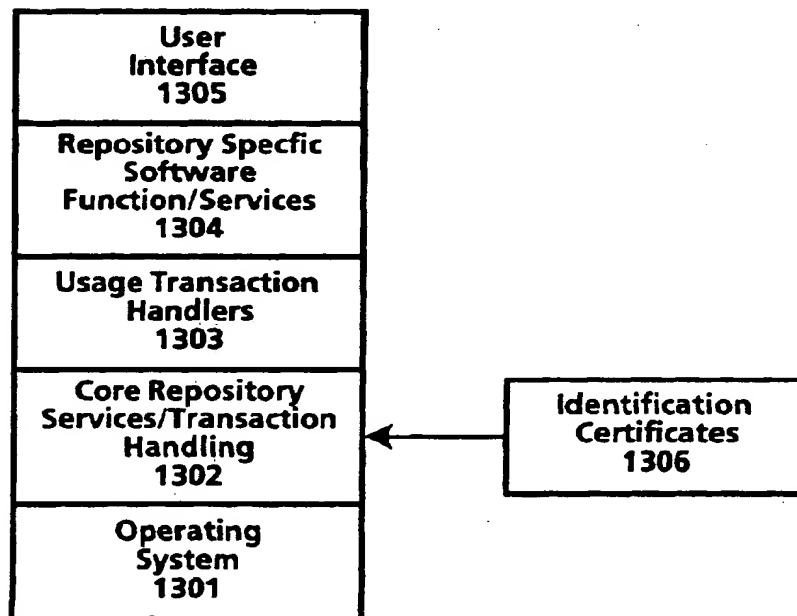 User
Interface
1305
Repository Specfic
Software
Function/Services
1304
Usage Transaction
Handlers
1303
Core Repository
Services/Transaction
Handling
1302
Identification
Certificates
1306
Operating
System
1301